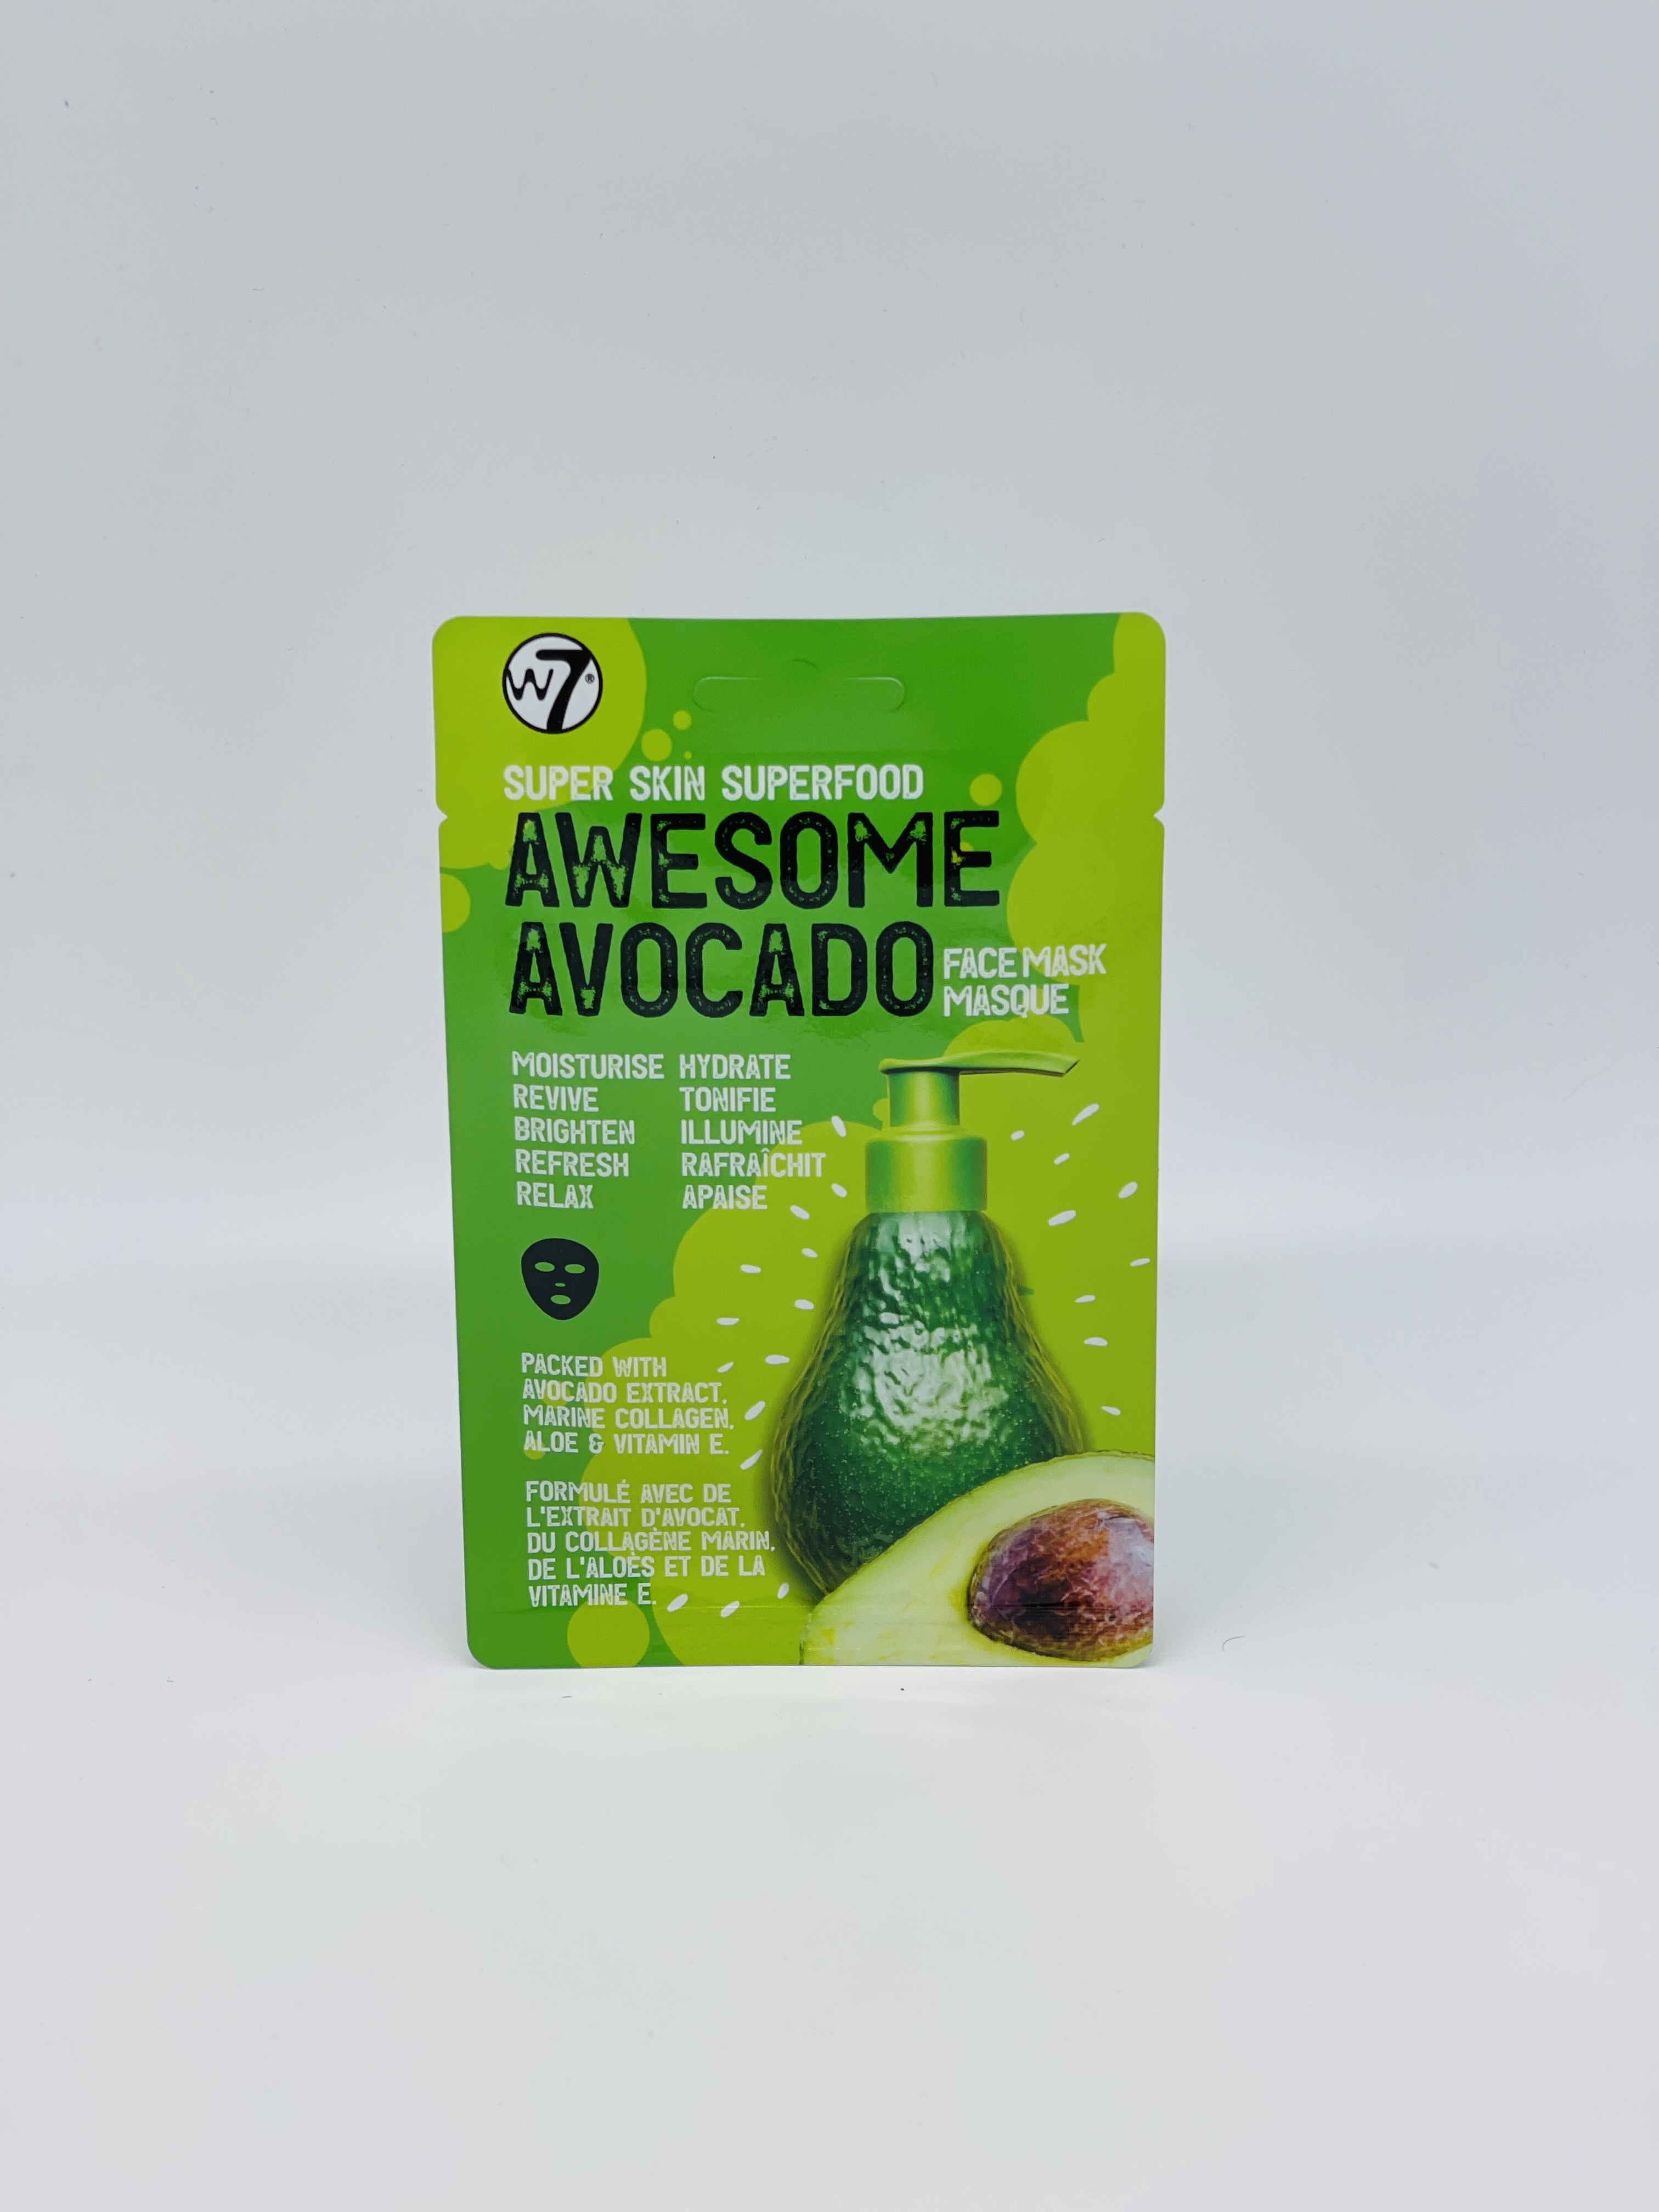 W7®
SUPER SKIN SUPERFOOD
AWESOME
AVOCADO
FACE MASK
MASQUE
MOISTURISE
REVIVE
BRIGHTEN
REFRESH
RELAX
HYDRATE
TONIFIE
ILLUMINE
RAFRAÎCHIT
APAISE
PACKED WITH
AVOCADO EXTRACT,
MARINE COLLAGEN,
ALOE & VITAMIN E.
FORMULÉ AVEC DE
L'EXTRAIT D'AVOCAT,
DU COLLAGÈNE MARIN,
DE L'ALOÈS ET DE LA
VITAMINE E.